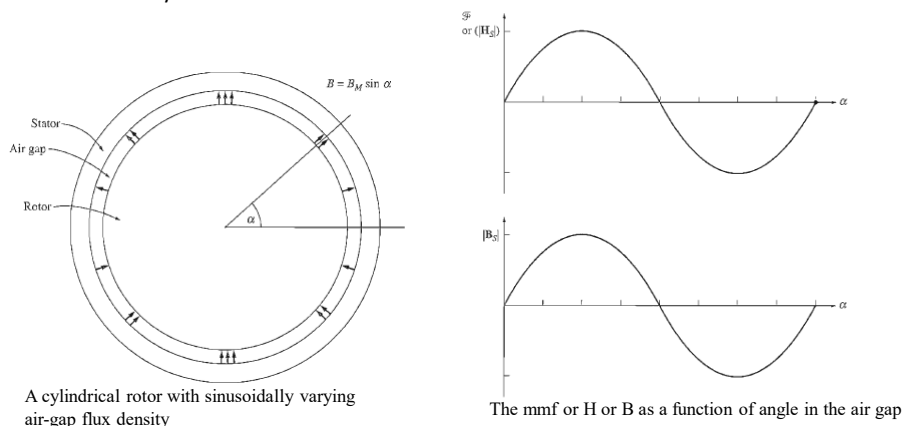 B = B_M sin α
Stator
Air gap
Rotor
α
A cylindrical rotor with sinusoidally varying
air-gap flux density
ℱ
or (|H_S|)
α
|B_S|
α
The mmf or H or B as a function of angle in the air gap